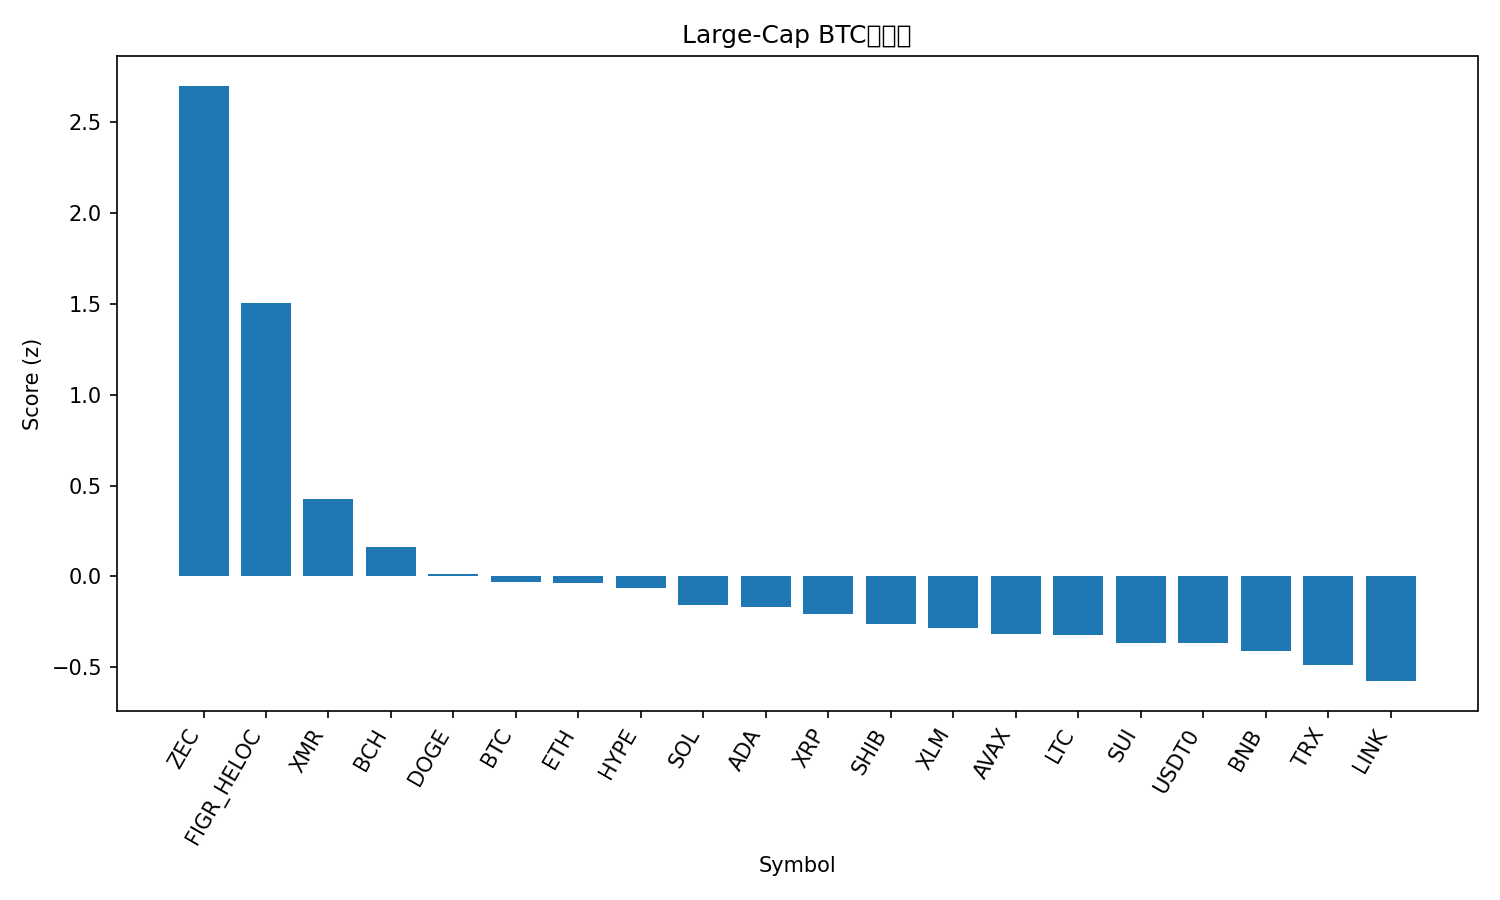 Large-Cap BTC
Score (z)
2.5
2.0
1.5
1.0
0.5
0.0
−0.5
ZEC
FIGR_HELOC
XMR
BCH
DOGE
BTC
ETH
HYPE
SOL
ADA
XRP
SHIB
XLM
AVAX
LTC
SUI
USDT0
BNB
TRX
LINK
Symbol